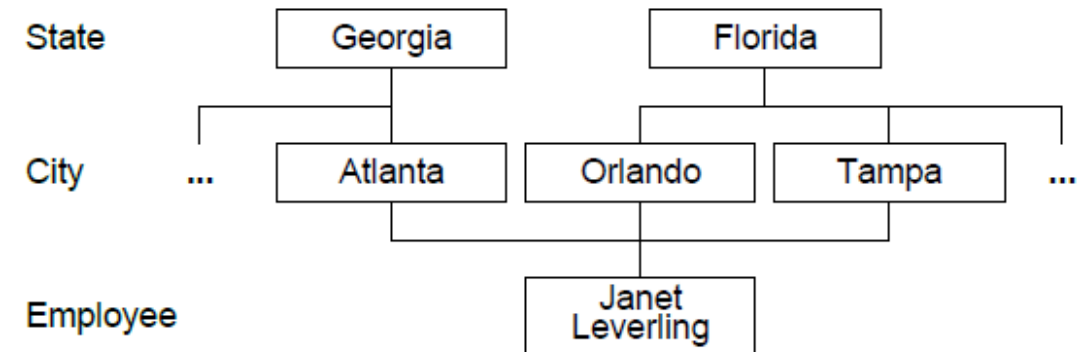 State Georgia Florida
City ... Atlanta Orlando Tampa ...
Employee Janet
Leverling